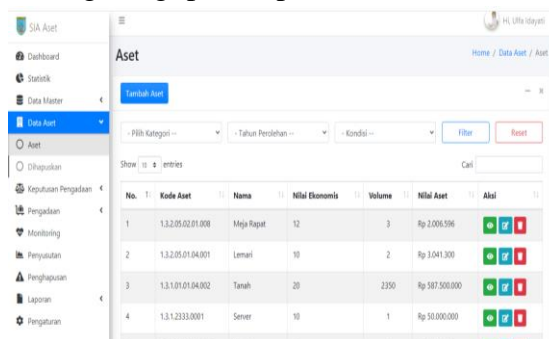 SIA Aset
Hi, Ulfa Idayati
Dashboard
Statistik
Data Master
Data Aset
Aset
Dihapuskan
Keputusan Pengadaan
Pengadaan
Monitoring
Penyusutan
Penghapusan
Laporan
Pengaturan
Aset
Home / Data Aset / Aset
Tambah Aset
-- Pilih Kategori -- - Tahun Perolehan -- - Kondisi -- Filter Reset
Show 10 entries Cari
No. Kode Aset Nama Nilai Ekonomis Volume Nilai Aset Aksi
1 1.3.2.05.02.01.008 Meja Rapat 12 3 Rp 2.006.596
2 1.3.2.05.01.04.001 Lemari 10 2 Rp 3.041.300
3 1.3.1.01.01.04.002 Tanah 20 2350 Rp 587.500.000
4 1.3.1.2333.0001 Server 10 1 Rp 50.000.000